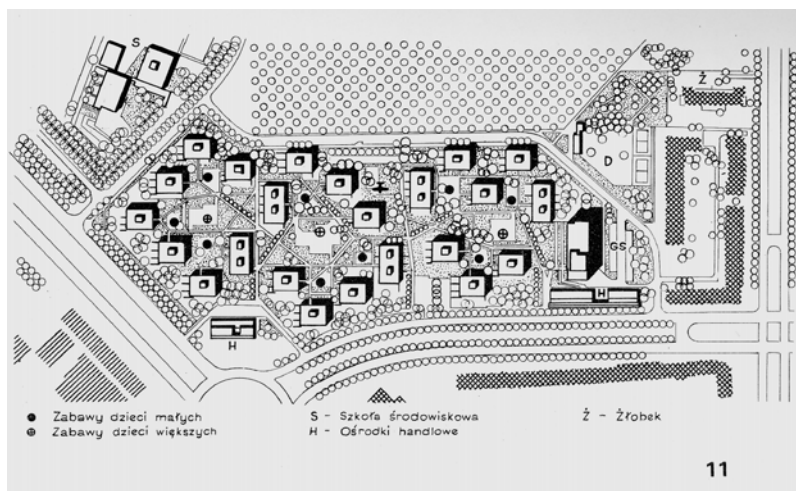 S
Ż
D
GS
H
H
Zabawy dzieci małych
Zabawy dzieci większych
S - Szkoła środowiskowa
H - Ośrodki handlowe
Ż - Żłobek
11